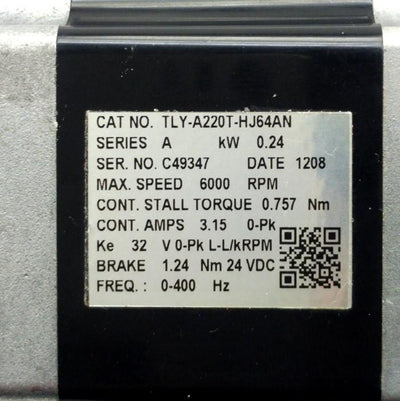 CAT NO. TLY-A220T-HJ64AN
SERIES A kW 0.24
SER. NO. C49347 DATE 1208
MAX. SPEED 6000 RPM
CONT. STALL TORQUE 0.757 Nm
CONT. AMPS 3.15 0-Pk
Ke 32 V 0-Pk L-L/kRPM
BRAKE 1.24 Nm 24 VDC
FREQ. : 0-400 Hz